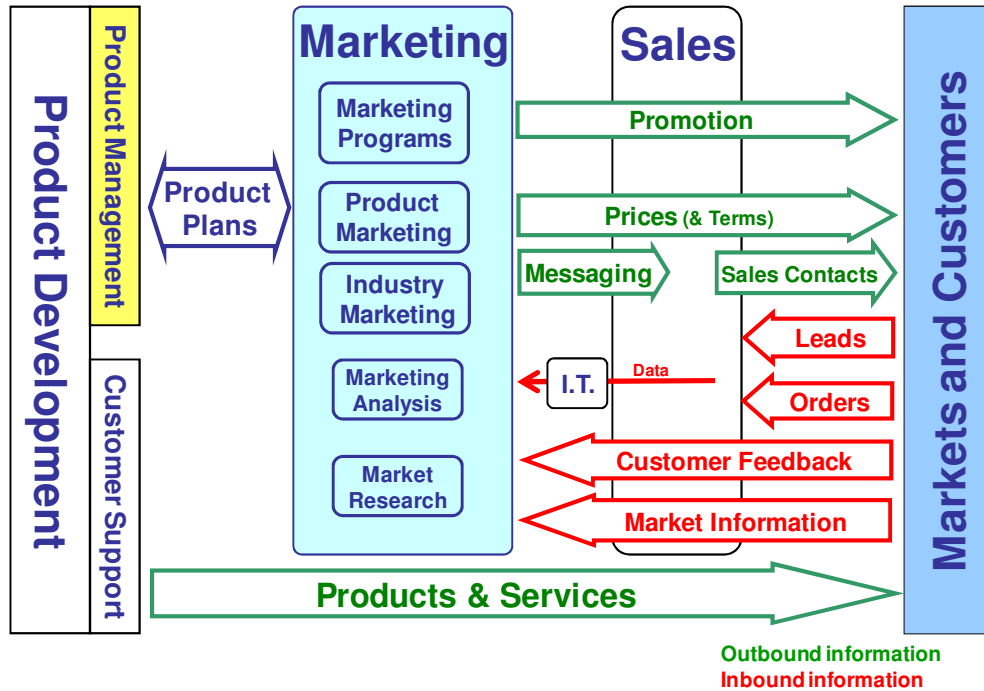 Product Development
Product Management
Customer Support
Marketing
Marketing
Programs
Product
Marketing
Industry
Marketing
Marketing
Analysis
Market
Research
Product
Plans
Sales
Promotion
Prices (& Terms)
Messaging
Sales Contacts
Leads
Data
I.T.
Orders
Customer Feedback
Market Information
Products & Services
Markets and Customers
Outbound information
Inbound information